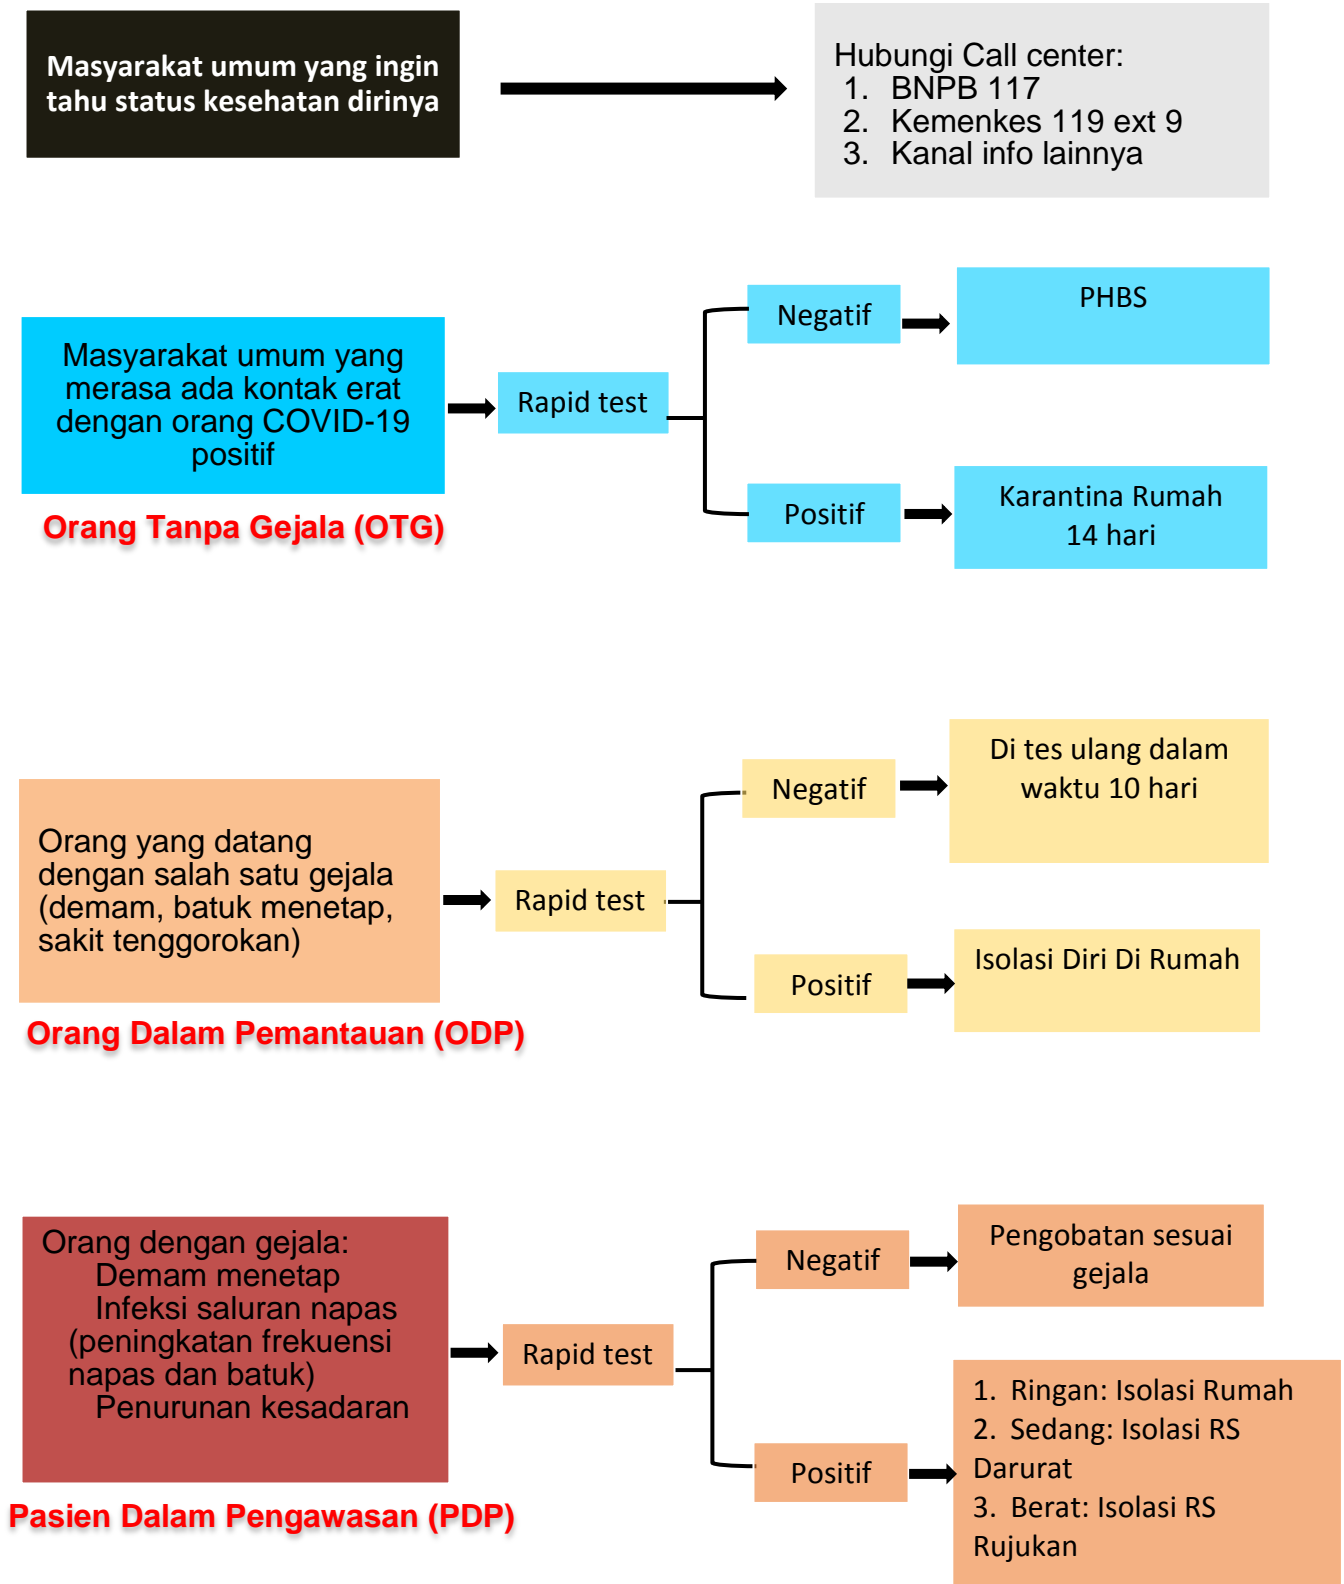 Masyarakat umum yang ingin
tahu status kesehatan dirinya
Hubungi Call center:
1. BNPB 117
2. Kemenkes 119 ext 9
3. Kanal info lainnya
Masyarakat umum yang
merasa ada kontak erat
dengan orang COVID-19
positif
Orang Tanpa Gejala (OTG)
Rapid test
Negatif
PHBS
Positif
Karantina Rumah
14 hari
Orang yang datang
dengan salah satu gejala
(demam, batuk menetap,
sakit tenggorokan)
Orang Dalam Pemantauan (ODP)
Rapid test
Negatif
Di tes ulang dalam
waktu 10 hari
Positif
Isolasi Diri Di Rumah
Orang dengan gejala:
Demam menetap
Infeksi saluran napas
(peningkatan frekuensi
napas dan batuk)
Penurunan kesadaran
Pasien Dalam Pengawasan (PDP)
Rapid test
Negatif
Pengobatan sesuai
gejala
Positif
1. Ringan: Isolasi Rumah
2. Sedang: Isolasi RS
Darurat
3. Berat: Isolasi RS
Rujukan